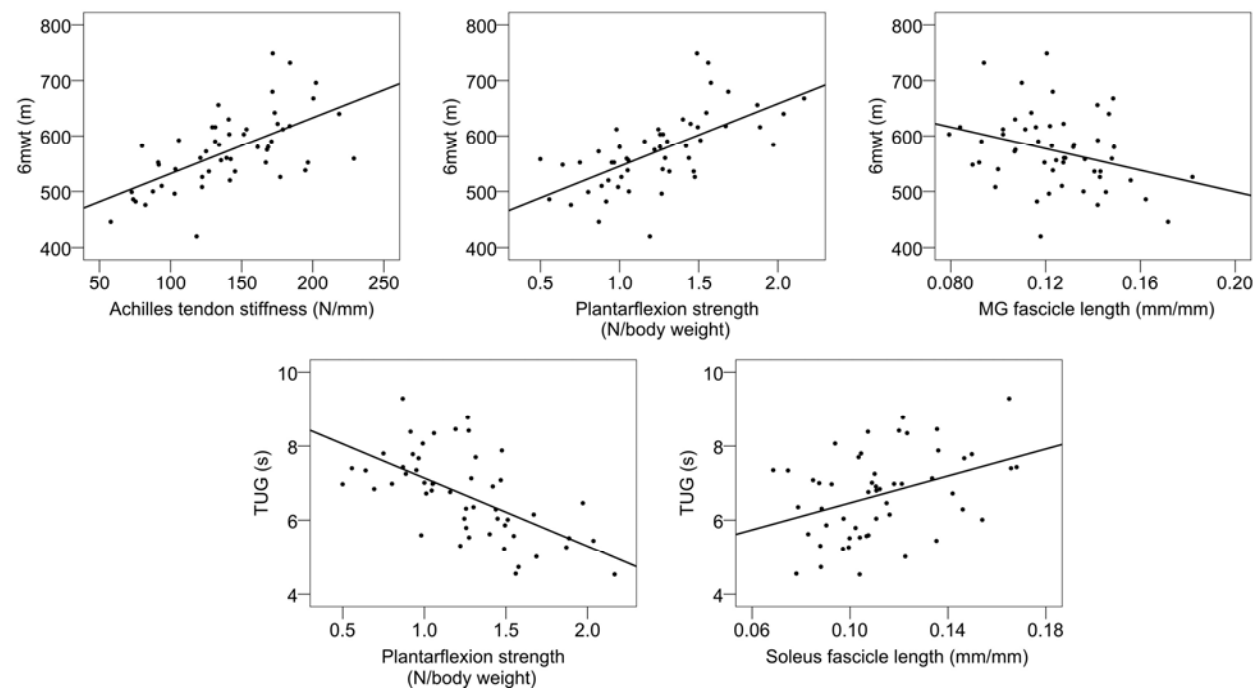 800
700
600
500
400
6mwt (m)
50 100 150 200 250
Achilles tendon stiffness (N/mm)
800
700
600
500
400
6mwt (m)
0.5 1.0 1.5 2.0
Plantarflexion strength
(N/body weight)
800
700
600
500
400
6mwt (m)
0.080 0.12 0.16 0.20
MG fascicle length (mm/mm)
10
8
6
4
TUG (s)
0.5 1.0 1.5 2.0
Plantarflexion strength
(N/body weight)
10
8
6
4
TUG (s)
0.06 0.10 0.14 0.18
Soleus fascicle length (mm/mm)